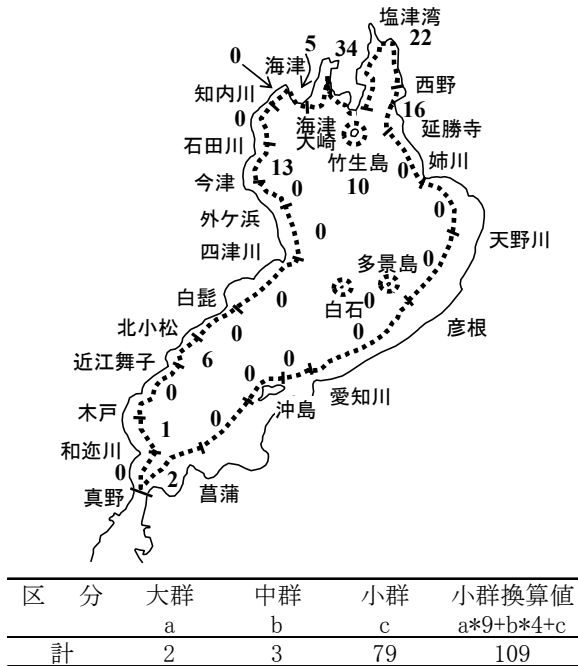 塩津湾
22
5
34
0
海津
西野
知内川
16
海津
大崎
0
延勝寺
石田川
竹生島
姉川
13
10
0
今津
0
0
外ケ浜
0
天野川
四津川
多景島
0
白髭
0
白石
0
北小松
0
0
彦根
近江舞子
6
0
0
愛知川
0
沖島
木戸
0
1
和迩川
0
2
菖蒲
真野
区 分 大群 中群 小群 小群換算値
a b c a*9+b*4+c
計 2 3 79 109